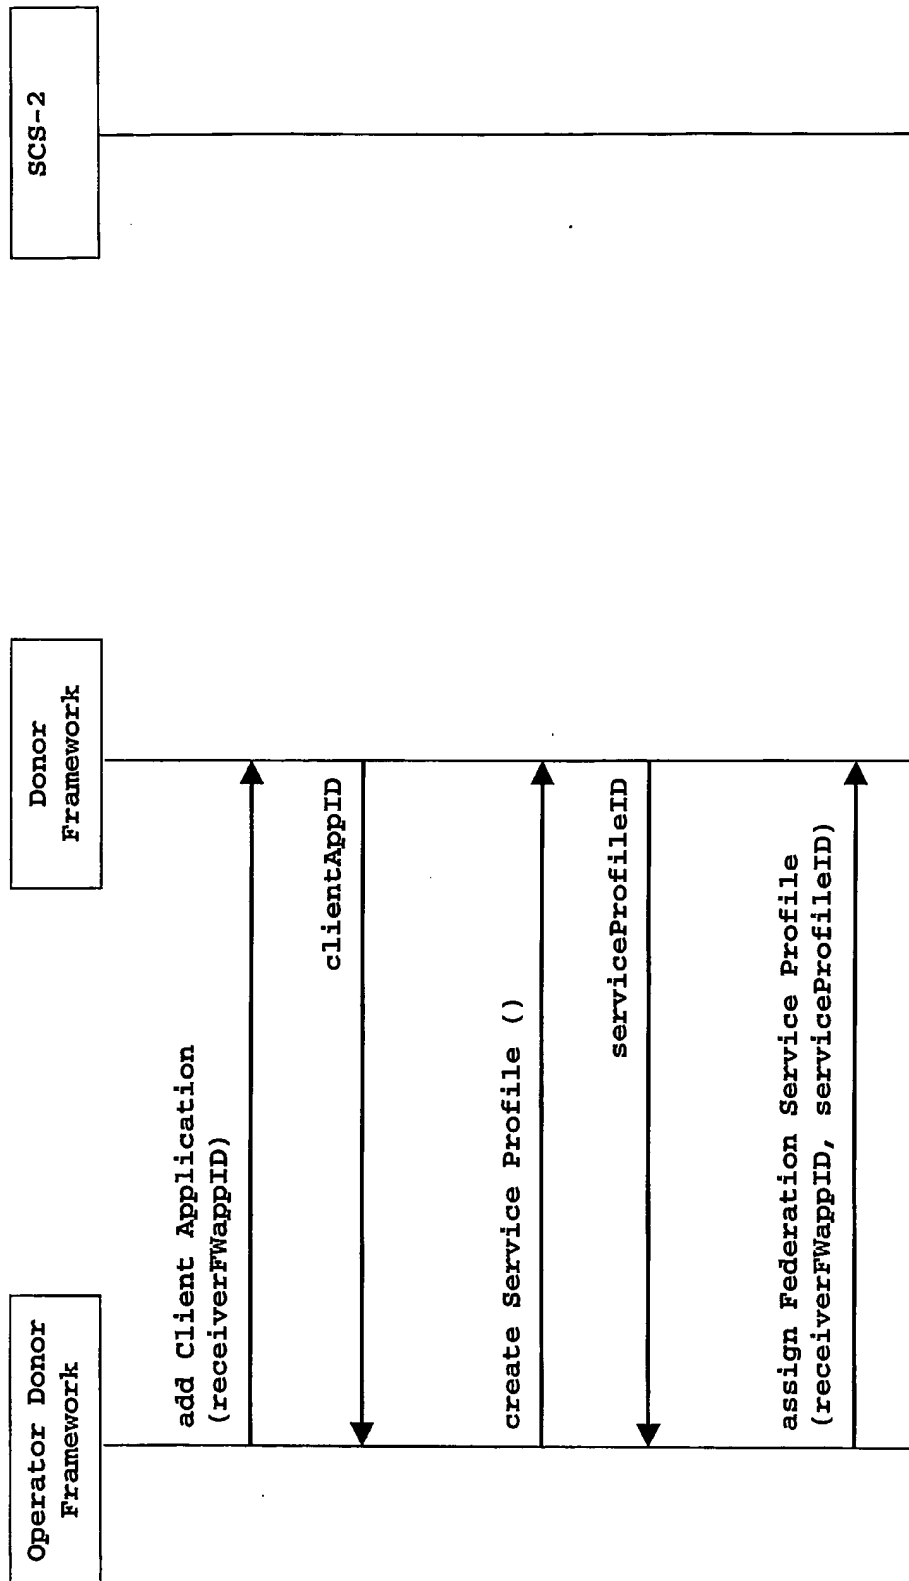 Operator Donor
Framework
Donor
Framework
SCS-2
add Client Application
(receiverFWappID)
clientAppID
create Service Profile ()
serviceProfileID
assign Federation Service Profile
(receiverFWappID, serviceProfileID)